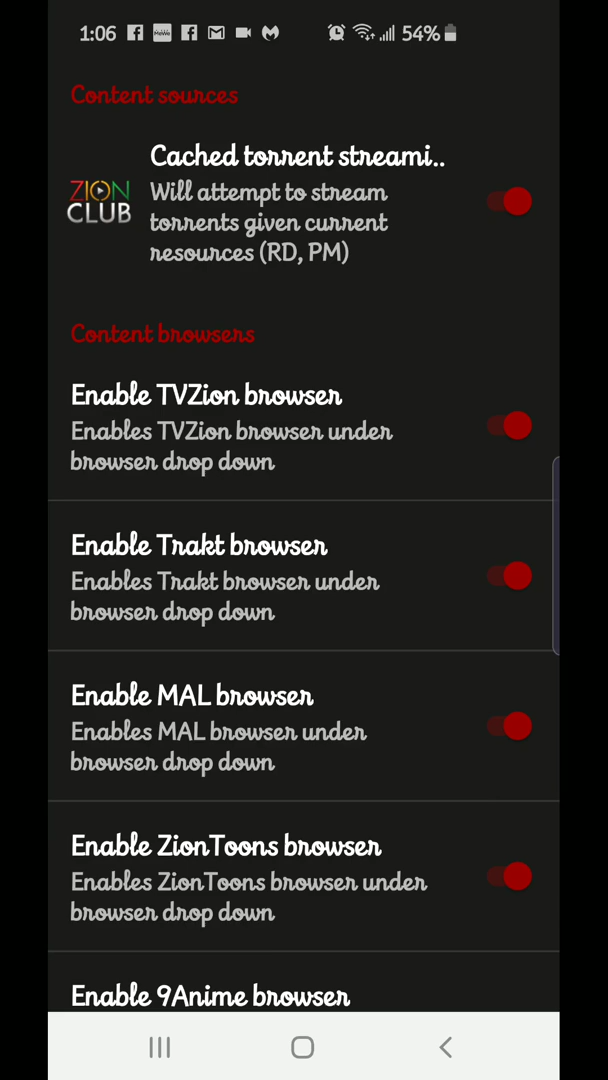 1:06 54%
Content sources
Cached torrent streami..
ZION
CLUB
Will attempt to stream
torrents given current
resources (RD, PM)
Content browsers
Enable TVZion browser
Enables TVZion browser under
browser drop down
Enable Trakt browser
Enables Trakt browser under
browser drop down
Enable MAL browser
Enables MAL browser under
browser drop down
Enable ZionToons browser
Enables ZionToons browser under
browser drop down
Enable 9Anime browser